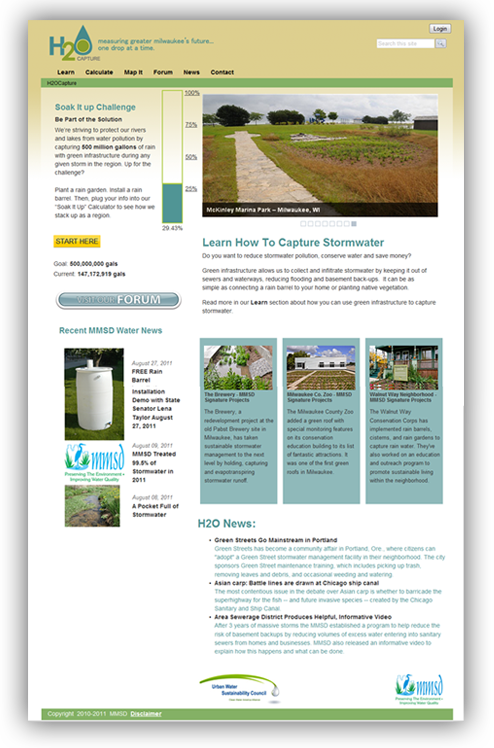 Login
H2O
CAPTURE
measuring greater milwaukee's future...
one drop at a time.
Search this site
Learn Calculate Map It Forum News Contact
H2OCapture
Soak It up Challenge
Be Part of the Solution
We're striving to protect our rivers
and lakes from water pollution by
capturing 500 million gallons of rain
with green infrastructure during any
given storm in the region. Up for the
challenge?
Plant a rain garden. Install a rain
barrel. Then, plug your info into our
"Soak It Up" Calculator to see how we
stack up as a region.
START HERE
Goal: 500,000,000 gals
Current: 147,172,919 gals
100%
75%
50%
25%
29.43%
McKinley Marina Park – Milwaukee, WI
VISIT OUR FORUM
Learn How To Capture Stormwater
Do you want to reduce stormwater pollution, conserve water and save money?
Green infrastructure allows us to collect and infiltrate stormwater by keeping it out of
sewers and waterways, reducing flooding and basement back-ups. It can be as
simple as connecting a rain barrel to your home or planting native vegetation.
Read more in our Learn section about how you can use green infrastructure to capture
stormwater.
Recent MMSD Water News
August 27, 2011
FREE Rain
Barrel
Installation
Demo with State
Senator Lena
Taylor August
27, 2011
mmsd
Preserving The Environment •
Improving Water Quality
August 09, 2011
MMSD Treated
99.8% of
Stormwater in
2011
August 08, 2011
A Pocket Full of
Stormwater
The Brewery - MMSD
Signature Projects
The Brewery, a
redevelopment project at the
old Pabst Brewery site in
Milwaukee, has taken
sustainable stormwater
management to the next
level by holding, capturing
and evapotranspiring
stormwater runoff.
Milwaukee Co. Zoo - MMSD
Signature Projects
The Milwaukee County Zoo
added a green roof with
special monitoring features
on its conservation
education building to its list
of fantastic attractions. It
was one of the first green
roofs in Milwaukee.
Walnut Way Neighborhood -
MMSD Signature Projects
The Walnut Way
Conservation Corps has
implemented rain barrels,
cisterns, and rain gardens to
capture rain water. They've
also worked on an education
and outreach program to
promote sustainable living
within the neighborhood.
H2O News:
• Green Streets Go Mainstream in Portland
Green Streets has become a community affair in Portland, Ore., where citizens can
"adopt" a Green Street stormwater management facility in their neighborhood. The city
sponsors Green Street maintenance training, which includes picking up trash,
removing leaves and debris, and occasional weeding and watering.
• Asian carp: Battle lines are drawn at Chicago ship canal
The most contentious issue in the debate over Asian carp is whether to barricade the
superhighway for the fish -- and future invasive species -- created by the Chicago
Sanitary and Ship Canal.
• Area Sewerage District Produces Helpful, Informative Video
After 3 years of massive storms the MMSD established a program to help reduce the
risk of basement backups by reducing volumes of excess water entering into sanitary
sewers from homes and businesses. MMSD also released an informative video to
explain how this happens and what can be done.
Urban Water
Sustainability Council
mmsd
Preserving The Environment •
Improving Water Quality
Copyright 2010-2011 MMSD Disclaimer